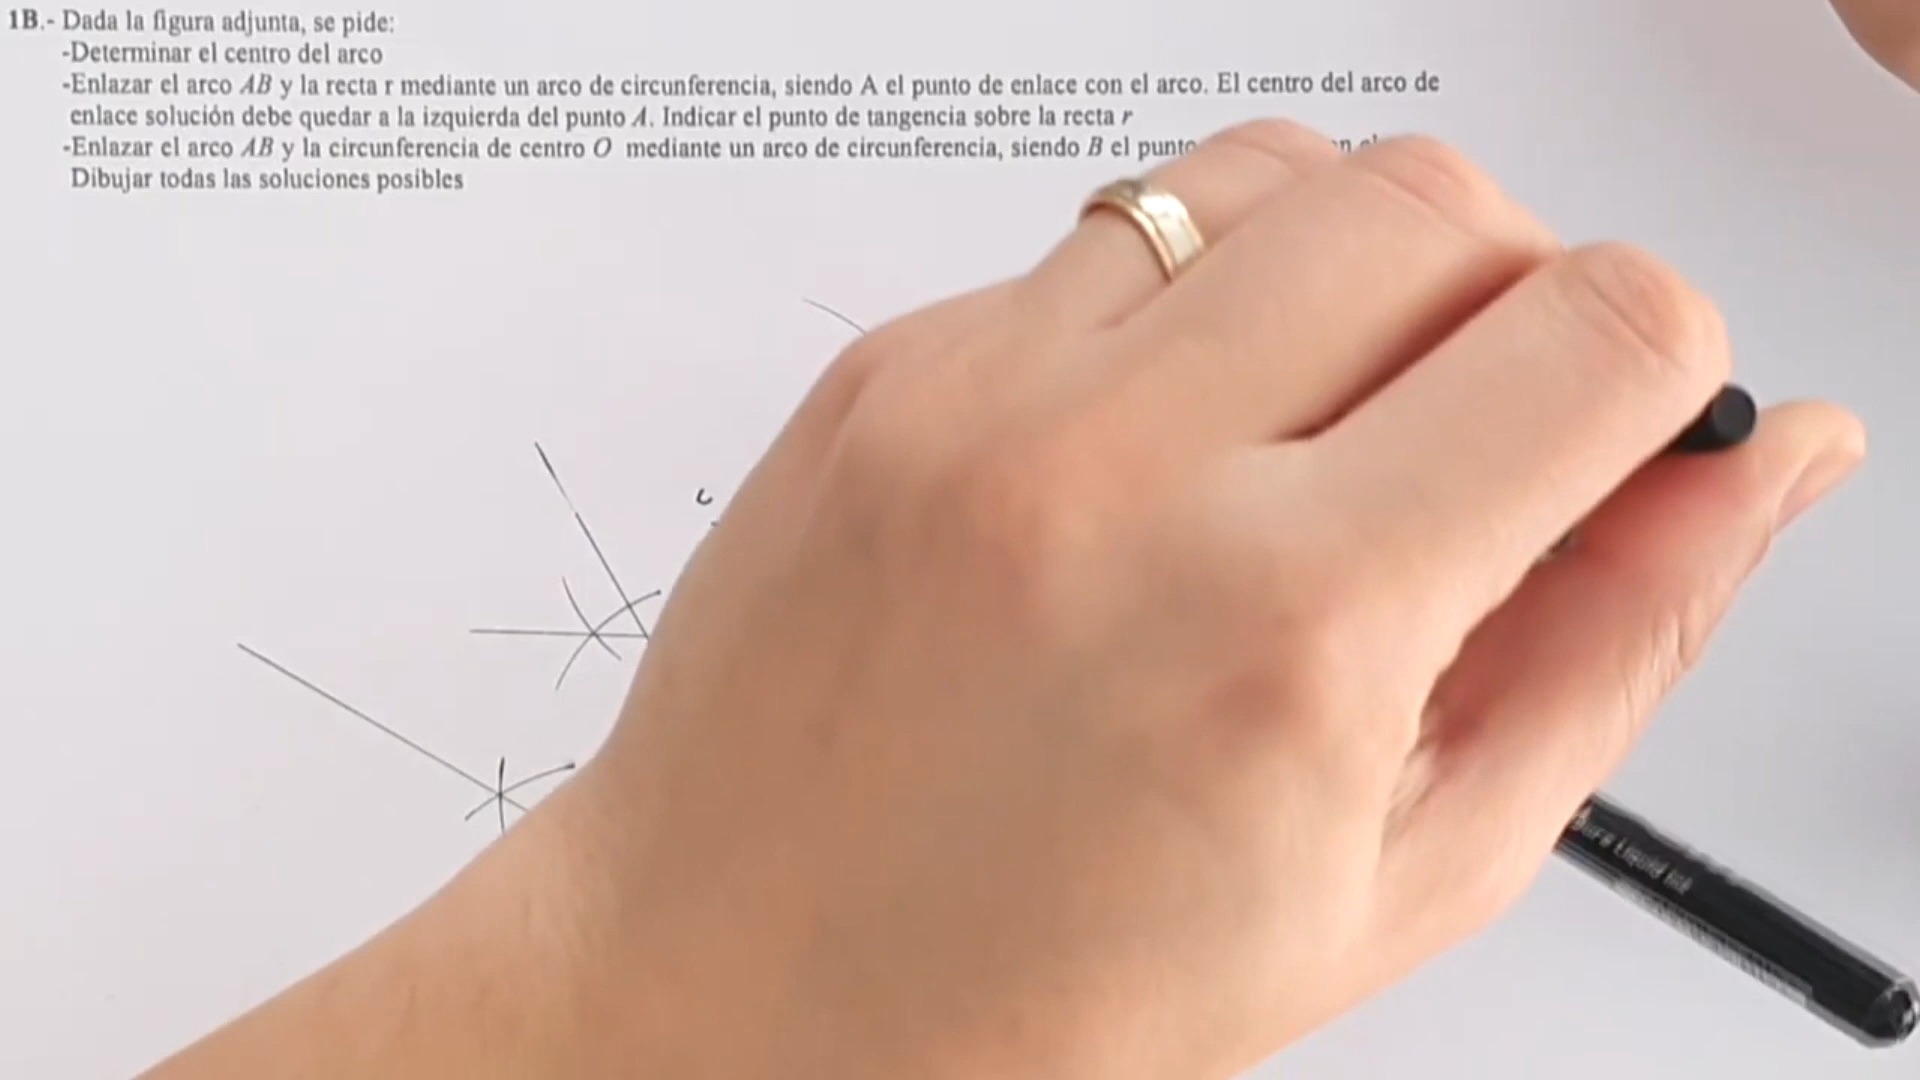 1B.- Dada la figura adjunta, se pide:
-Determinar el centro del arco
-Enlazar el arco AB y la recta r mediante un arco de circunferencia, siendo A el punto de enlace con el arco. El centro del arco de
enlace solución debe quedar a la izquierda del punto A. Indicar el punto de tangencia sobre la recta r
-Enlazar el arco AB y la circunferencia de centro O mediante un arco de circunferencia, siendo B el punto
Dibujar todas las soluciones posibles
Liquid Ink